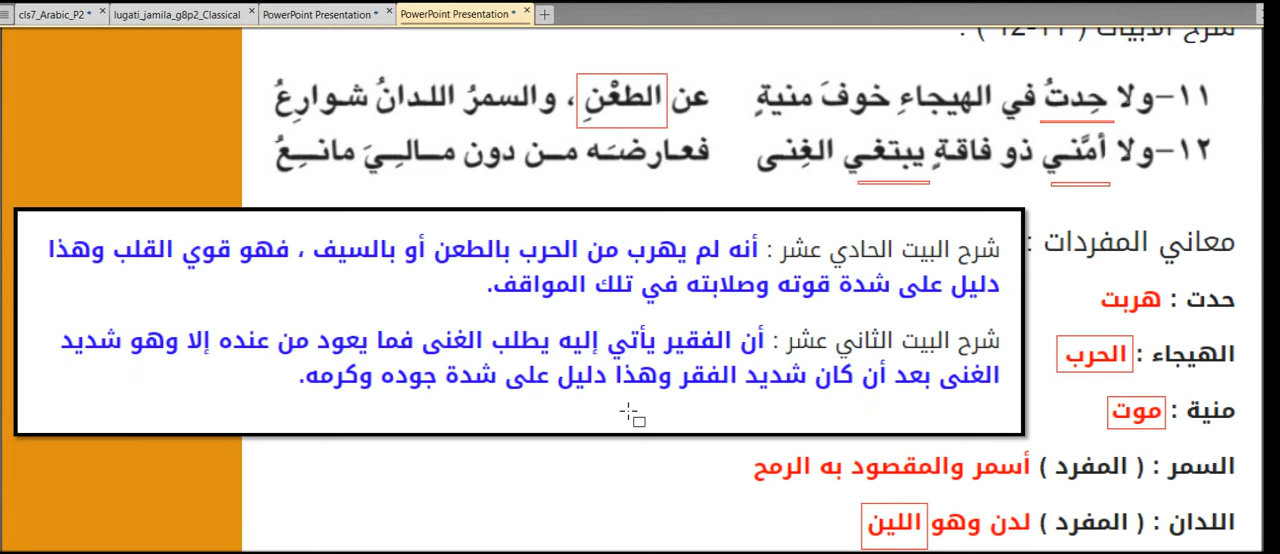 cls7_Arabic_P2 * × lugati_jamila_g8p2_Classical × PowerPoint Presentation * × PowerPoint Presentation * ×
شرح الأبيات ( 11-12 ) :
١١-ولا حِدتُ في الهيجاءِ خوفَ منيةٍ عن الطعْنِ ، والسمرُ اللدانُ شوارعُ
١٢-ولا أمَّني ذو فاقةٍ يبتغي الغِنى فعارضَه من دون مالِيَ مانعُ
معاني المفردات :
شرح البيت الحادي عشر : أنه لم يهرب من الحرب بالطعن أو بالسيف ، فهو قوي القلب وهذا
دليل على شدة قوته وصلابته في تلك المواقف.
شرح البيت الثاني عشر : أن الفقير يأتي إليه يطلب الغنى فما يعود من عنده إلا وهو شديد
الغنى بعد أن كان شديد الفقر وهذا دليل على شدة جوده وكرمه.
حدت : هربت
الهيجاء : الحرب
منية : موت
السمر : ( المفرد ) أسمر والمقصود به الرمح
اللدان : ( المفرد ) لدن وهو اللين